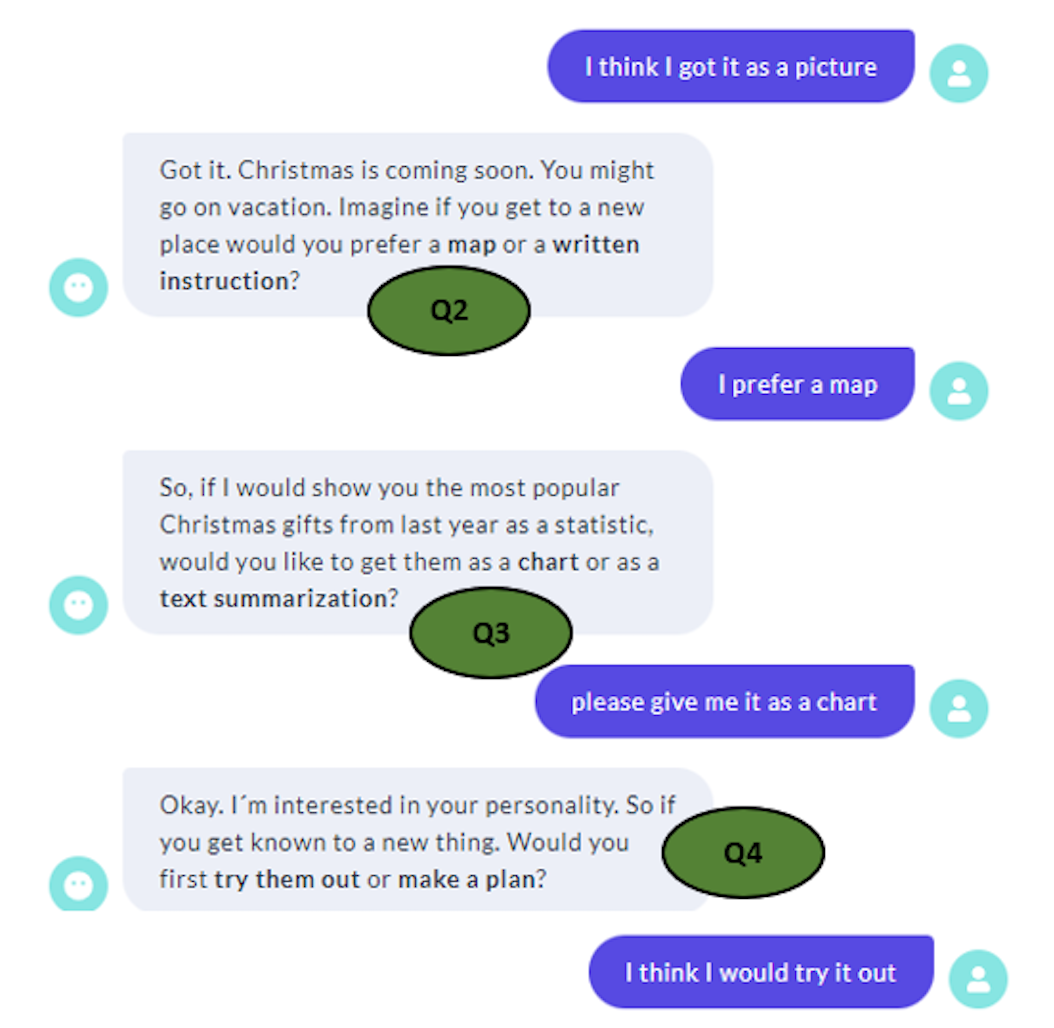 I think I got it as a picture
Got it. Christmas is coming soon. You might
go on vacation. Imagine if you get to a new
place would you prefer a map or a written
instruction?
Q2
I prefer a map
So, if I would show you the most popular
Christmas gifts from last year as a statistic,
would you like to get them as a chart or as a
text summarization?
Q3
please give me it as a chart
Okay. I´m interested in your personality. So if
you get known to a new thing. Would you
first try them out or make a plan?
Q4
I think I would try it out